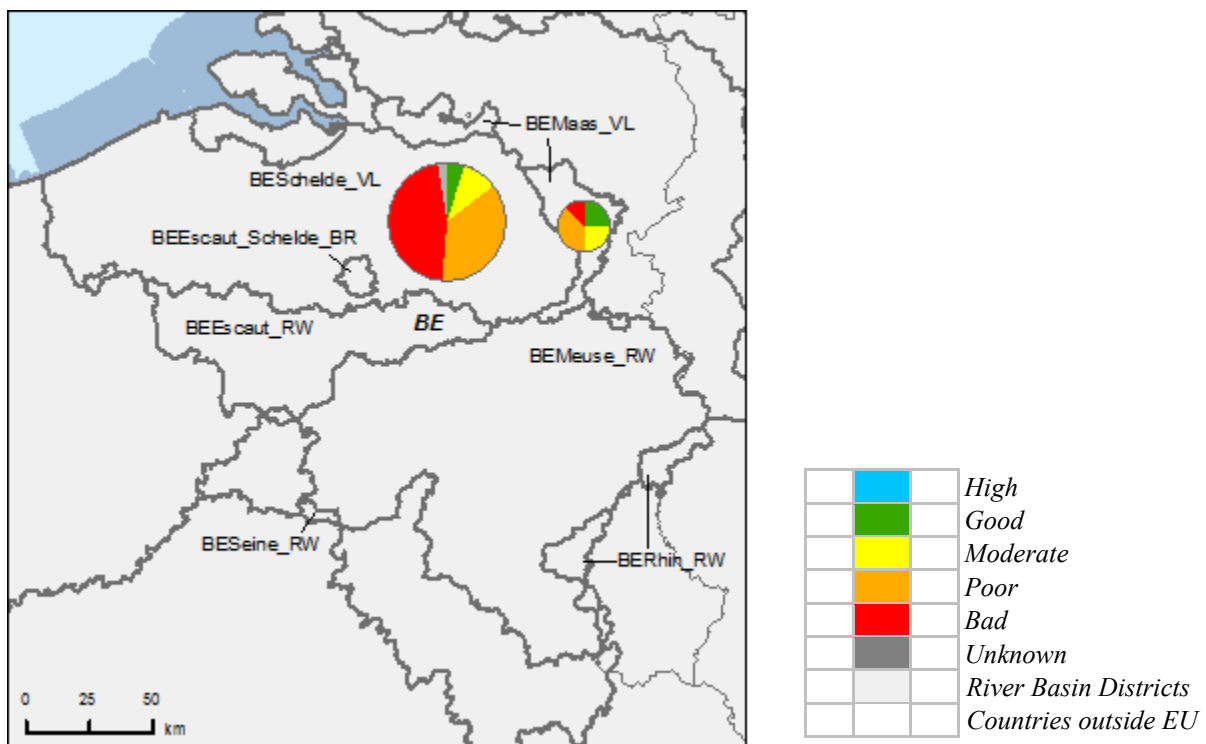 BEMaas_VL
BESchelde_VL
BEEscaut_Schelde_BR
BEEscaut_RW
BE
BEMeuse_RW
BESeine_RW
BERhin_RW
0 25 50
km
High
Good
Moderate
Poor
Bad
Unknown
River Basin Districts
Countries outside EU